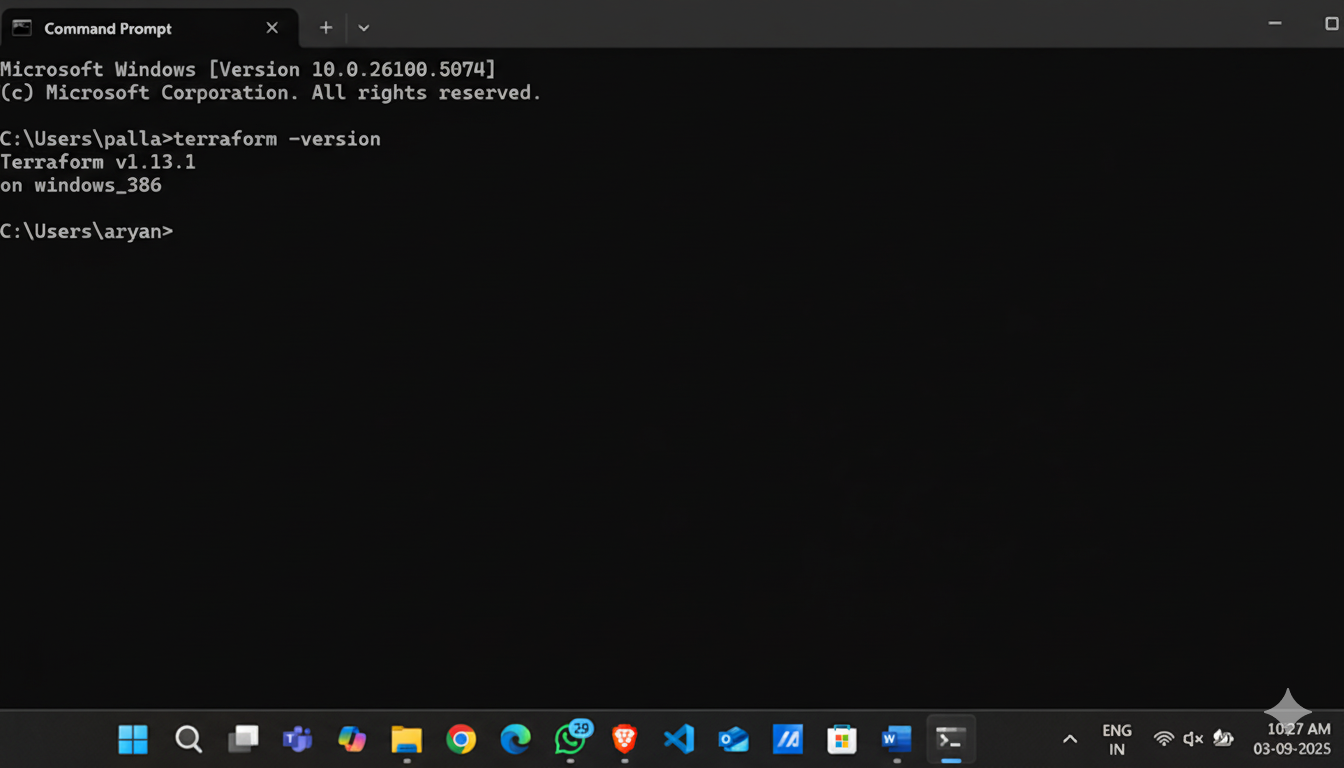 Command Prompt
Microsoft Windows [Version 10.0.26100.5074]
(c) Microsoft Corporation. All rights reserved.
C:\Users\palla>terraform -version
Terraform v1.13.1
on windows_386
C:\Users\aryan>
29
ENG
IN
10:27 AM
03-09-2025